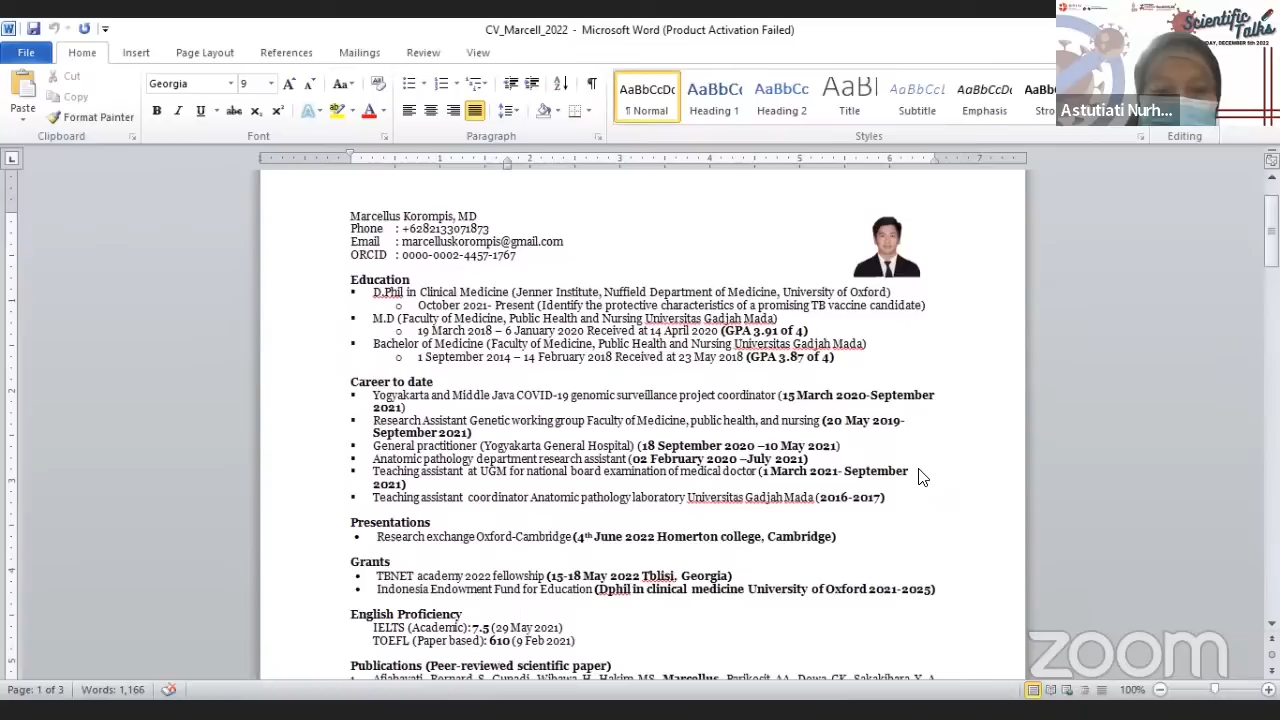 CV_Marcell_2022 - Microsoft Word (Product Activation Failed)
File Home Insert Page Layout References Mailings Review View
Scientific Talks
DECEMBER 5th 2022
Astutiati Nurh...
Paste
Cut
Copy
Format Painter
Clipboard
Georgia 9
Font
Paragraph
AaBbCcDc AaBbC AaBbCc AaBl AaBbCcL AaBbCcDc AaBb
¶ Normal Heading 1 Heading 2 Title Subtitle Emphasis Stro
Styles
Editing
1 2 3 4 5 6 7
Marcellus Korompis, MD
Phone : +6282133071873
Email : marcelluskorompis@gmail.com
ORCID : 0000-0002-4457-1767
Education
▪ D.Phil in Clinical Medicine (Jenner Institute, Nuffield Department of Medicine, University of Oxford)
o October 2021- Present (Identify the protective characteristics of a promising TB vaccine candidate)
▪ M.D (Faculty of Medicine, Public Health and Nursing Universitas Gadjah Mada)
o 19 March 2018 – 6 January 2020 Received at 14 April 2020 (GPA 3.91 of 4)
▪ Bachelor of Medicine (Faculty of Medicine, Public Health and Nursing Universitas Gadjah Mada)
o 1 September 2014 – 14 February 2018 Received at 23 May 2018 (GPA 3.87 of 4)
Career to date
▪ Yogyakarta and Middle Java COVID-19 genomic surveillance project coordinator (15 March 2020-September
2021)
▪ Research Assistant Genetic working group Faculty of Medicine, public health, and nursing (20 May 2019-
September 2021)
▪ General practitioner (Yogyakarta General Hospital) (18 September 2020 –10 May 2021)
▪ Anatomic pathology department research assistant (02 February 2020 –July 2021)
▪ Teaching assistant at UGM for national board examination of medical doctor (1 March 2021- September
2021)
▪ Teaching assistant coordinator Anatomic pathology laboratory Universitas Gadjah Mada (2016-2017)
Presentations
• Research exchange Oxford-Cambridge (4th June 2022 Homerton college, Cambridge)
Grants
• TBNET academy 2022 fellowship (15-18 May 2022 Tblisi, Georgia)
• Indonesia Endowment Fund for Education (Dphil in clinical medicine University of Oxford 2021-2025)
English Proficiency
IELTS (Academic): 7.5 (29 May 2021)
TOEFL (Paper based): 610 (9 Feb 2021)
Publications (Peer-reviewed scientific paper)
zoom
Page: 1 of 3 Words: 1,166 100%